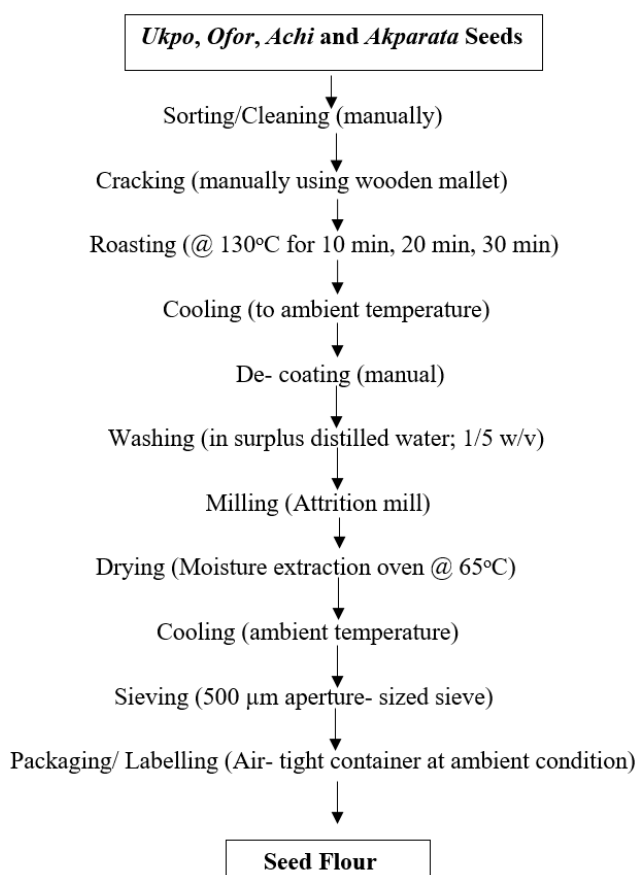 Ukpo, Ofor, Achi and Akparata Seeds
Sorting/Cleaning (manually)
Cracking (manually using wooden mallet)
Roasting (@ 130°C for 10 min, 20 min, 30 min)
Cooling (to ambient temperature)
De- coating (manual)
Washing (in surplus distilled water; 1/5 w/v)
Milling (Attrition mill)
Drying (Moisture extraction oven @ 65°C)
Cooling (ambient temperature)
Sieving (500 μm aperture- sized sieve)
Packaging/ Labelling (Air- tight container at ambient condition)
Seed Flour